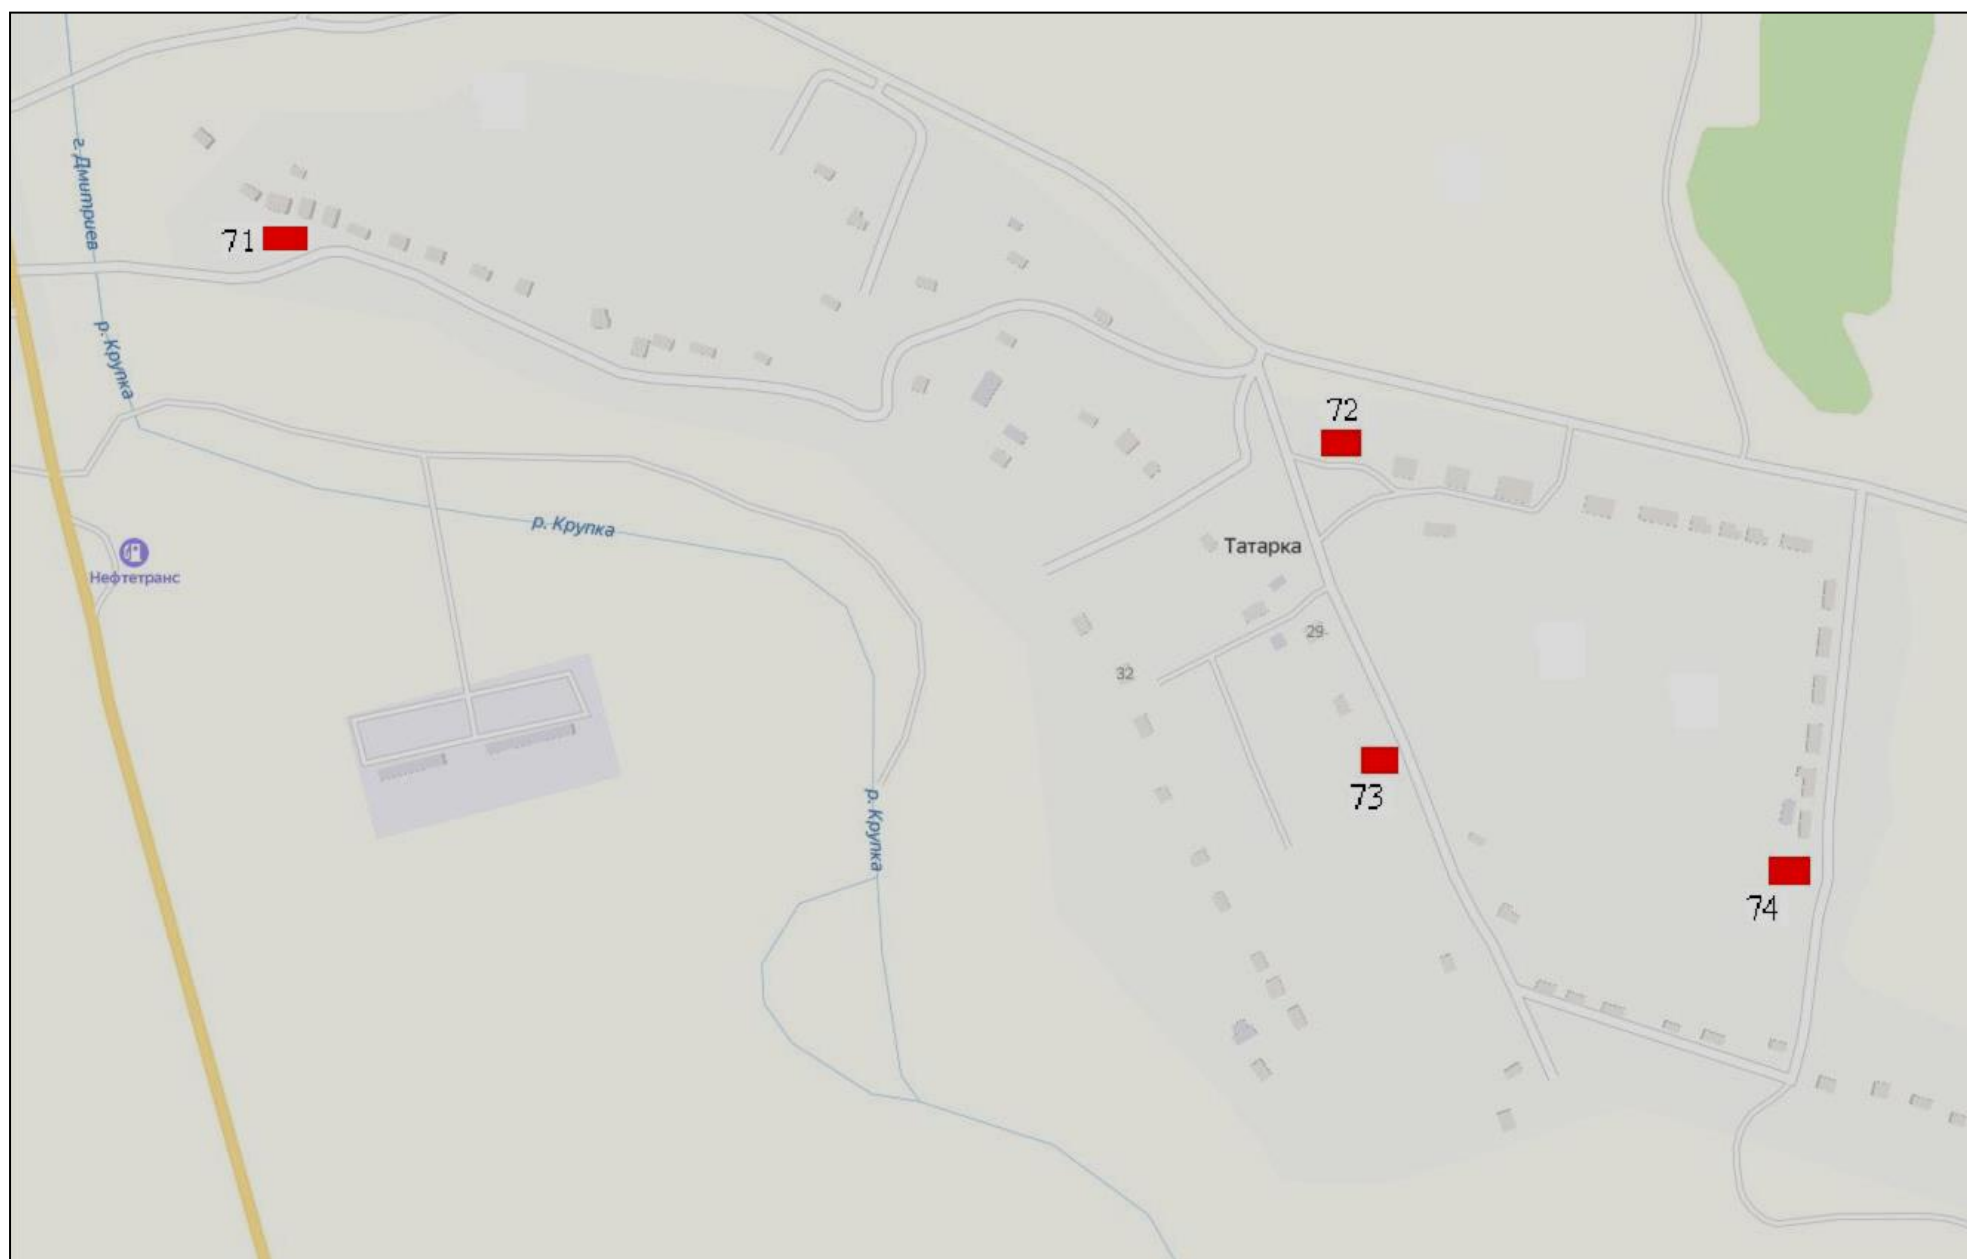 г. Дмитриев
71
р. Крупка
72
р. Крупка
Татарка
Нефтетранс
29
32
73
р. Крупка
74